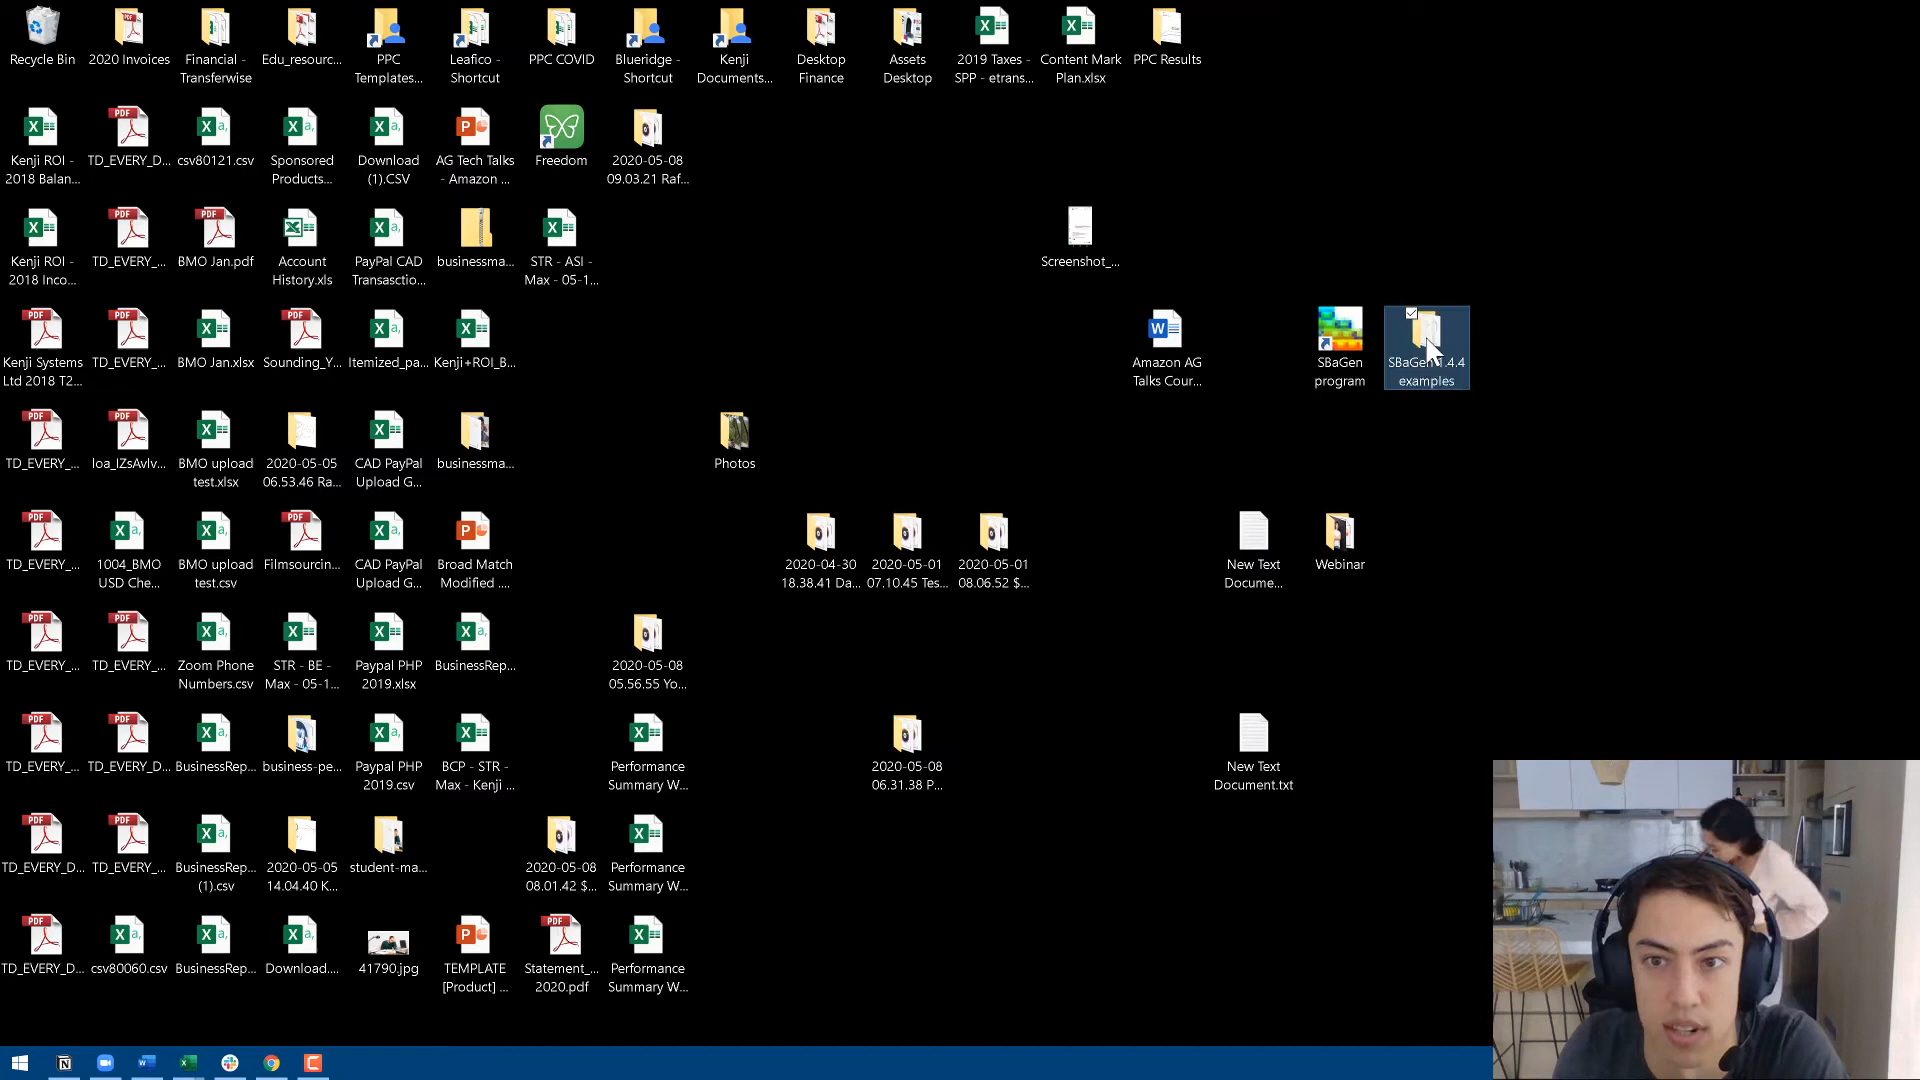 Recycle Bin
2020 Invoices
Financial -
Transferwise
Edu_resourc...
PPC
Templates...
Leafico -
Shortcut
PPC COVID
Blueridge -
Shortcut
Kenji
Documents...
Desktop
Finance
Assets
Desktop
2019 Taxes -
SPP - etrans...
Content Mark
Plan.xlsx
PPC Results
Kenji ROI -
2018 Balan...
TD_EVERY_D...
csv80121.csv
Sponsored
Products...
Download
(1).CSV
AG Tech Talks
- Amazon ...
Freedom
2020-05-08
09.03.21 Raf...
Kenji ROI -
2018 Inco...
TD_EVERY_...
BMO Jan.pdf
Account
History.xls
PayPal CAD
Transasctio...
businessma...
STR - ASI -
Max - 05-1...
Screenshot_...
Kenji Systems
Ltd 2018 T2...
TD_EVERY_...
BMO Jan.xlsx
Sounding_Y...
Itemized_pa...
Kenji+ROI_B...
Amazon AG
Talks Cour...
SBaGen
program
SBaGen 1.4.4
examples
TD_EVERY_...
loa_IZsAvlv...
BMO upload
test.xlsx
2020-05-05
06.53.46 Ra...
CAD PayPal
Upload G...
businessma...
Photos
TD_EVERY_...
1004_BMO
USD Che...
BMO upload
test.csv
Filmsourcin...
CAD PayPal
Upload G...
Broad Match
Modified ....
2020-04-30
18.38.41 Da...
2020-05-01
07.10.45 Tes...
2020-05-01
08.06.52 $...
New Text
Docume...
Webinar
TD_EVERY_...
TD_EVERY_...
Zoom Phone
Numbers.csv
STR - BE -
Max - 05-1...
Paypal PHP
2019.xlsx
BusinessRep...
2020-05-08
05.56.55 Yo...
TD_EVERY_...
TD_EVERY_D...
BusinessRep...
business-pe...
Paypal PHP
2019.csv
BCP - STR -
Max - Kenji ...
Performance
Summary W...
2020-05-08
06.31.38 P...
New Text
Document.txt
TD_EVERY_D...
TD_EVERY_...
BusinessRep...
(1).csv
2020-05-05
14.04.40 K...
student-ma...
2020-05-08
08.01.42 $...
Performance
Summary W...
TD_EVERY_D...
csv80060.csv
BusinessRep...
Download....
41790.jpg
TEMPLATE
[Product] ...
Statement_...
2020.pdf
Performance
Summary W...